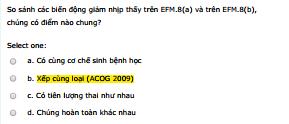 So sánh các biến động giảm nhịp thấy trên EFM.8(a) và trên EFM.8(b),
chúng có điểm nào chung?
Select one:
a. Có cùng cơ chế sinh bệnh học
b. Xếp cùng loại (ACOG 2009)
c. Có tiên lượng thai như nhau
d. Chúng hoàn toàn khác nhau